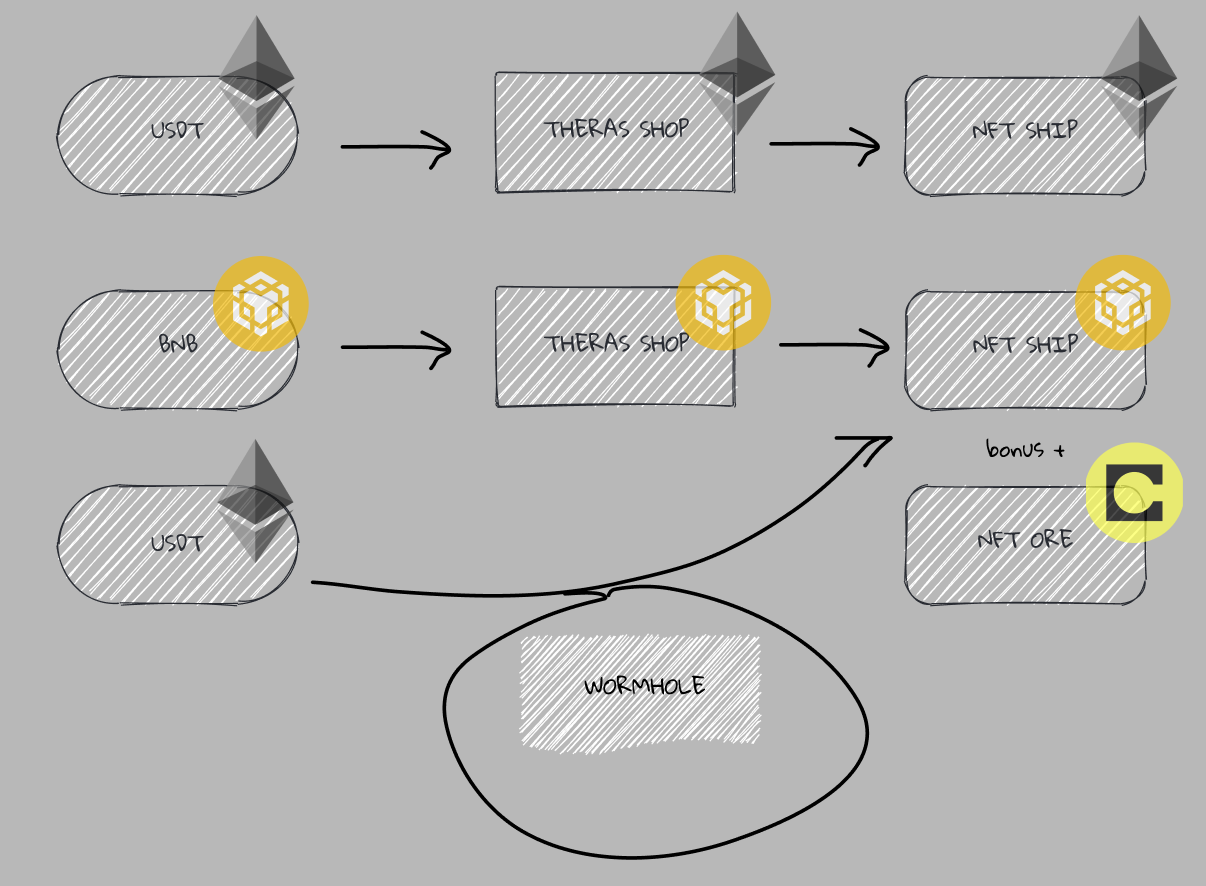 USDT
THERAS SHOP
NFT SHIP
BNB
THERAS SHOP
NFT SHIP
bonus +
USDT
NFT ORE
C
WORMHOLE